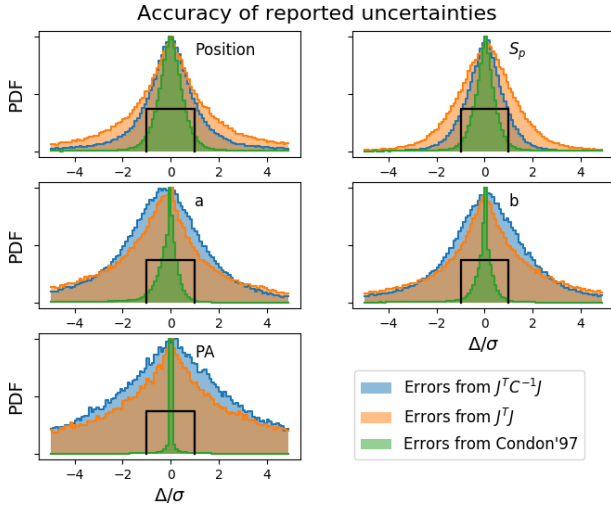 Accuracy of reported uncertainties
PDF
Position
−4 −2 0 2 4
S_p
−4 −2 0 2 4
PDF
a
−4 −2 0 2 4
b
−4 −2 0 2 4
Δ/σ
PDF
PA
−4 −2 0 2 4
Δ/σ
Errors from J^T C^{-1} J
Errors from J^T J
Errors from Condon'97